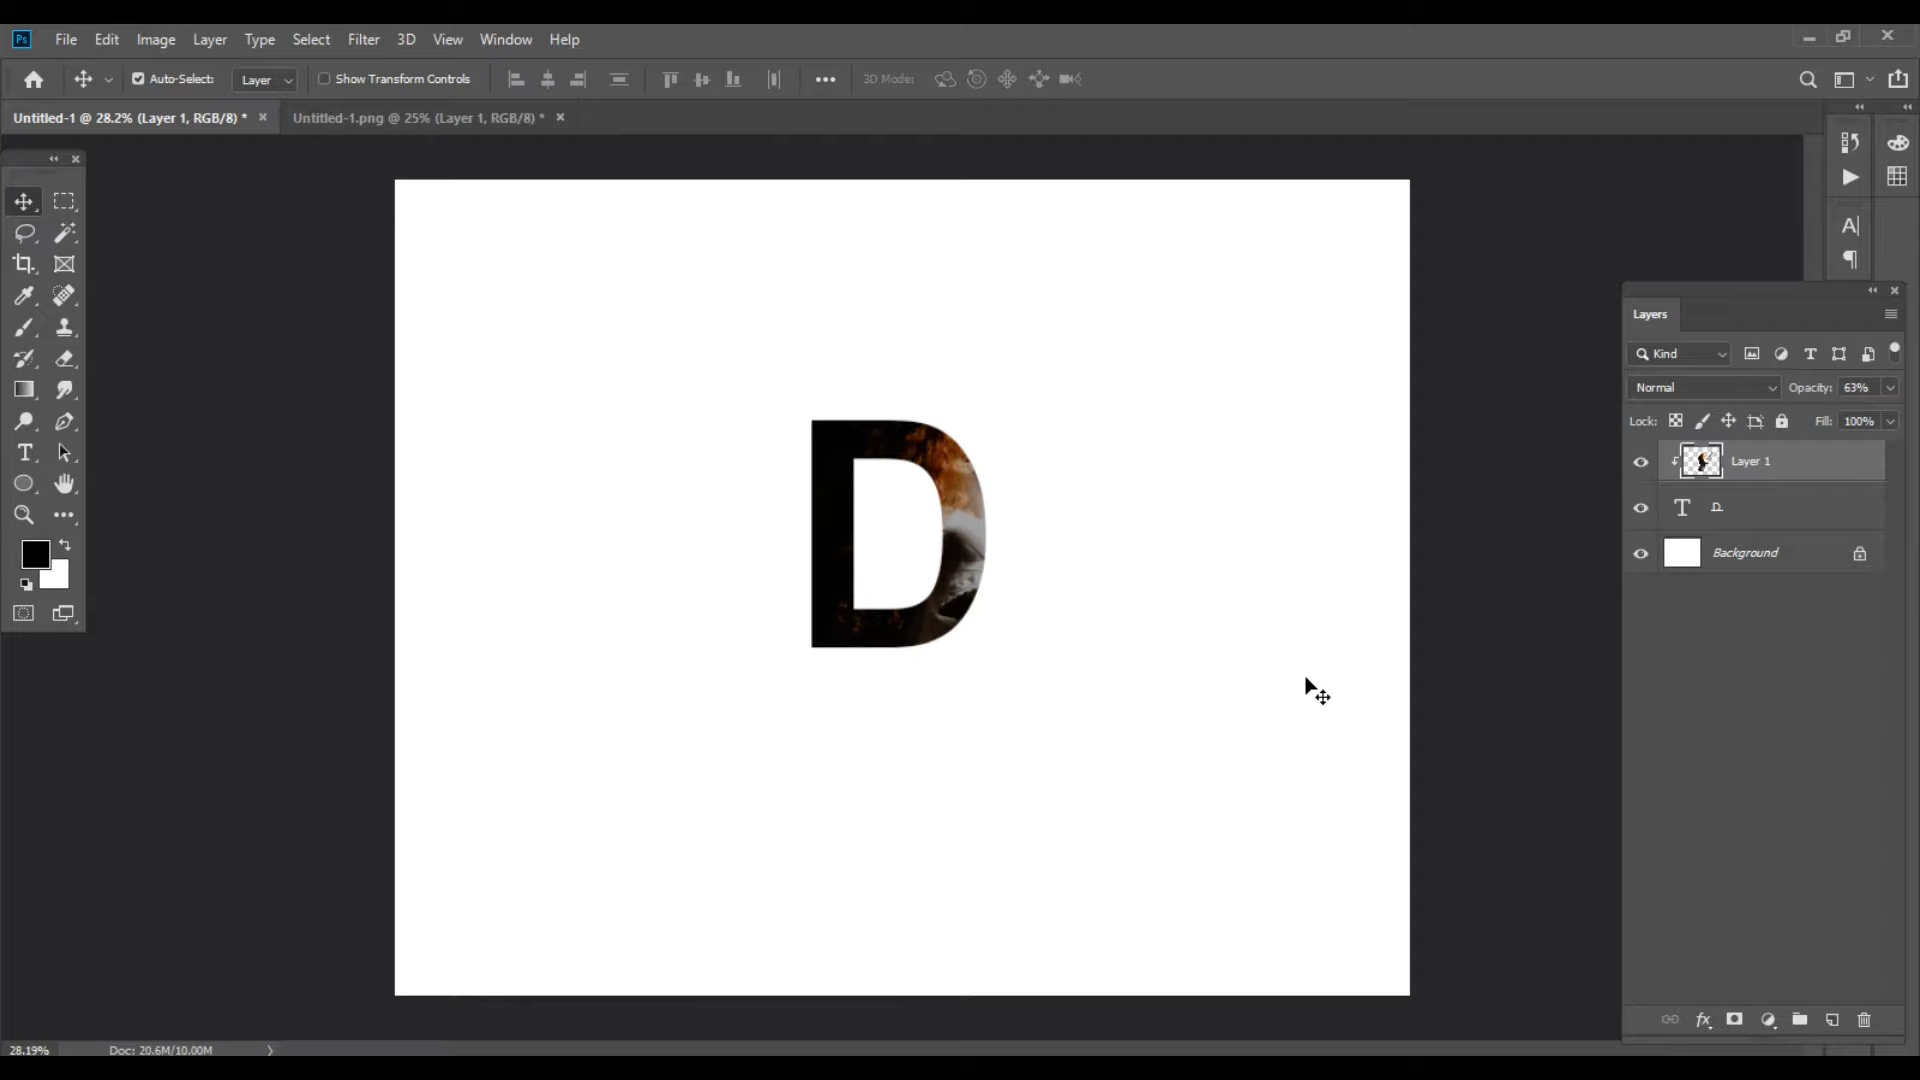 Ps File Edit Image Layer Type Select Filter 3D View Window Help
Auto-Select: Layer Show Transform Controls 3D Mode:
Untitled-1 @ 28.2% (Layer 1, RGB/8) * Untitled-1.png @ 25% (Layer 1, RGB/8) *
Layers
Kind
Normal Opacity: 63%
Lock: Fill: 100%
Layer 1
D
Background
D
28.19% Doc: 20.6M/10.00M